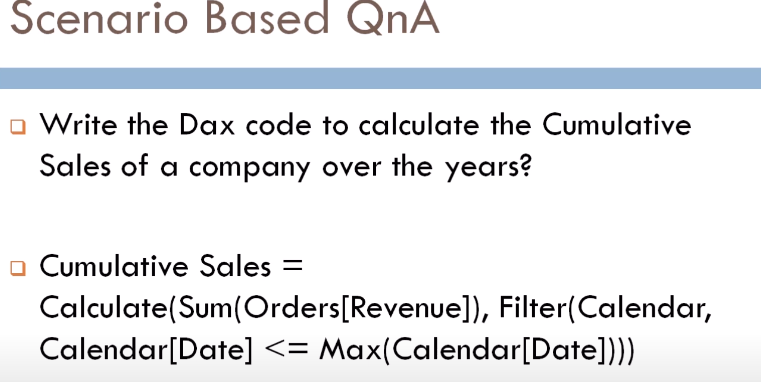 Scenario Based QnA
Write the Dax code to calculate the Cumulative
Sales of a company over the years?
Cumulative Sales =
Calculate(Sum(Orders[Revenue]), Filter(Calendar,
Calendar[Date] <= Max(Calendar[Date])))